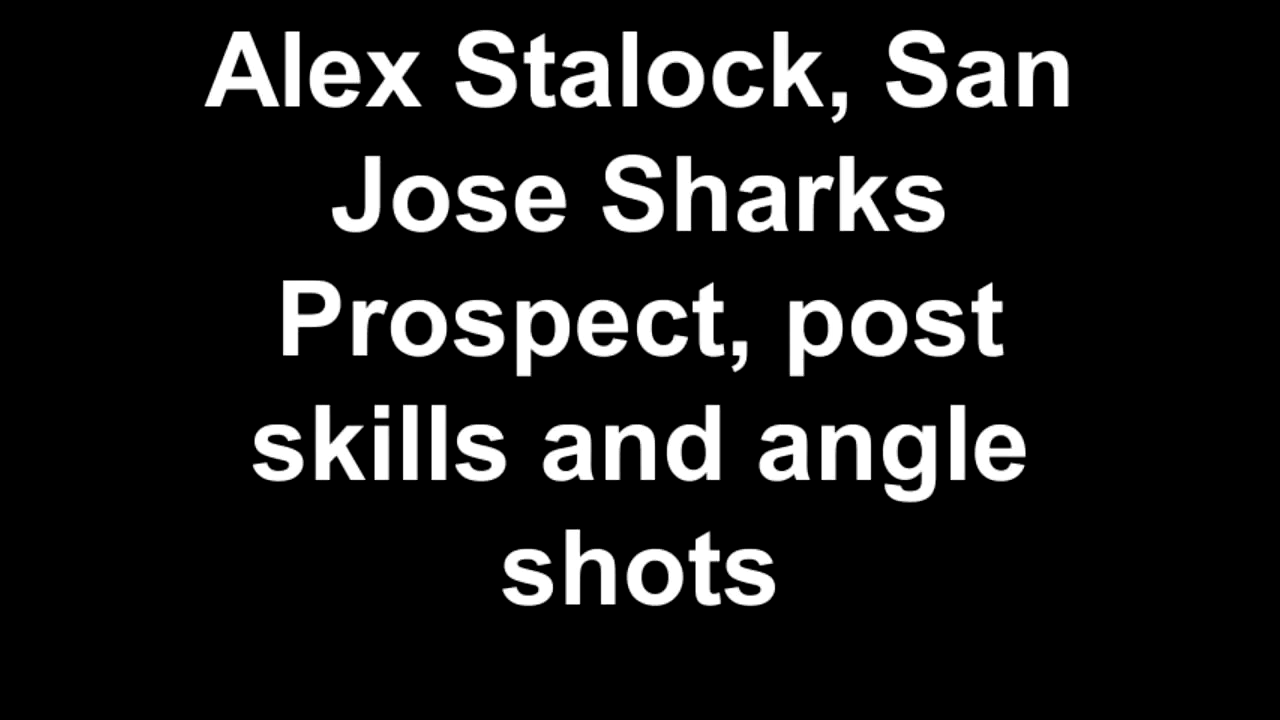 Alex Stalock, San
Jose Sharks
Prospect, post
skills and angle
shots